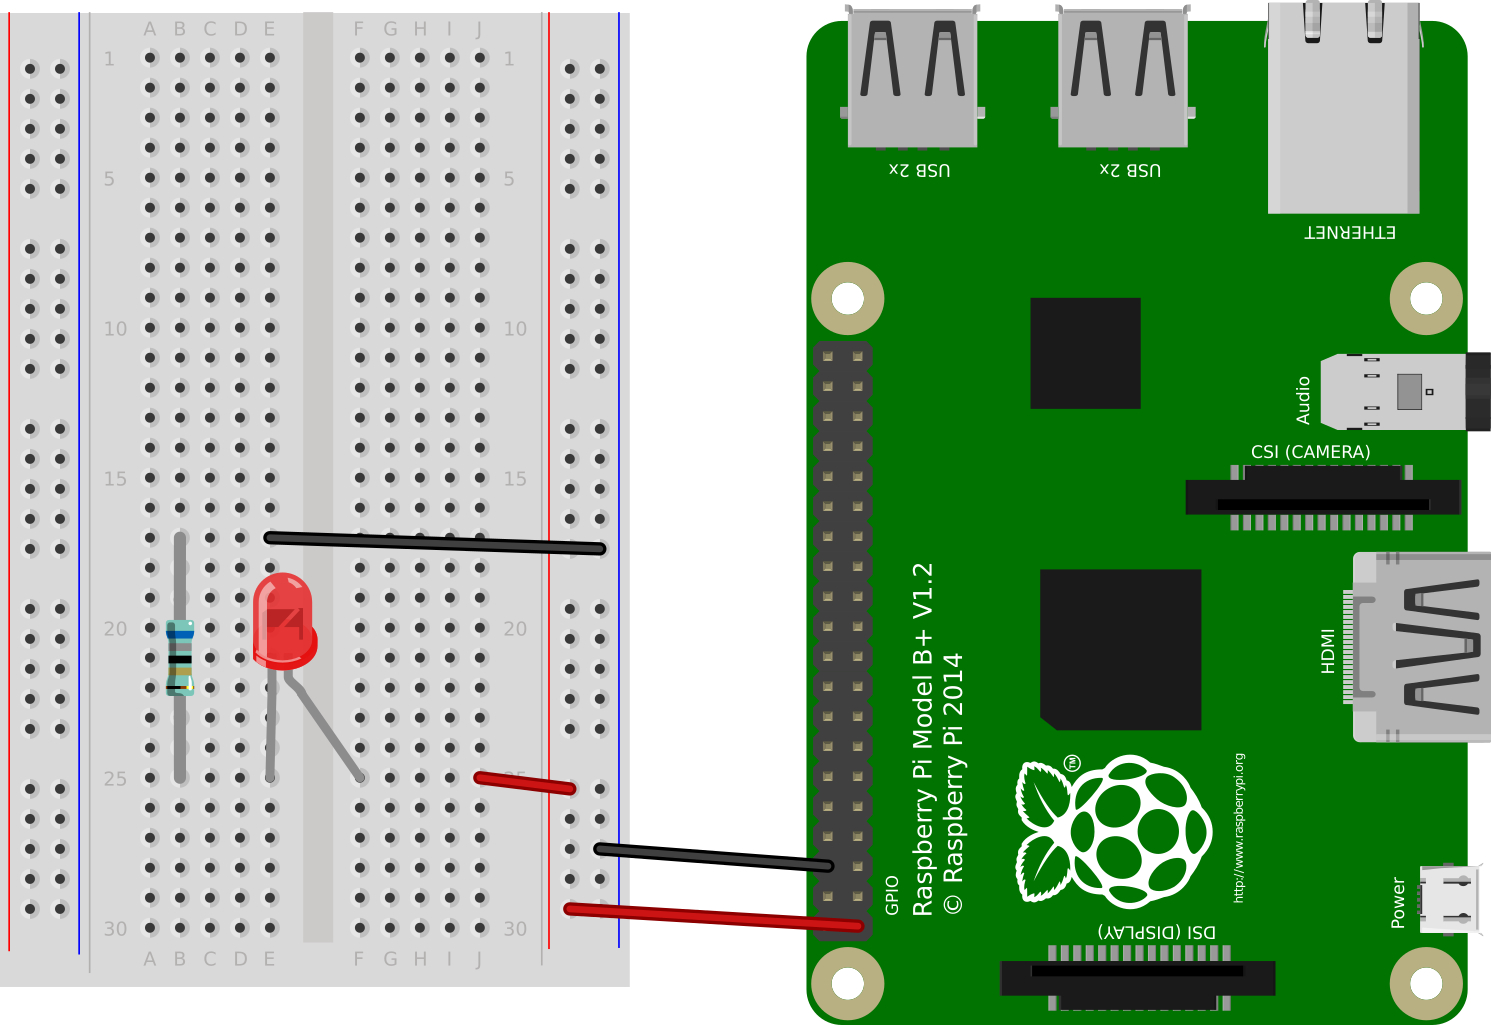 A B C D E F G H I J
1 1
5 5
10 10
15 15
20 20
25 25
30 30
A B C D E F G H I J
USB 2x
USB 2x
ETHERNET
Audio
CSI (CAMERA)
HDMI
Raspberry Pi Model B+ V1.2
© Raspberry Pi 2014
TM
http://www.raspberrypi.org
GPIO
Power
DSI (DISPLAY)